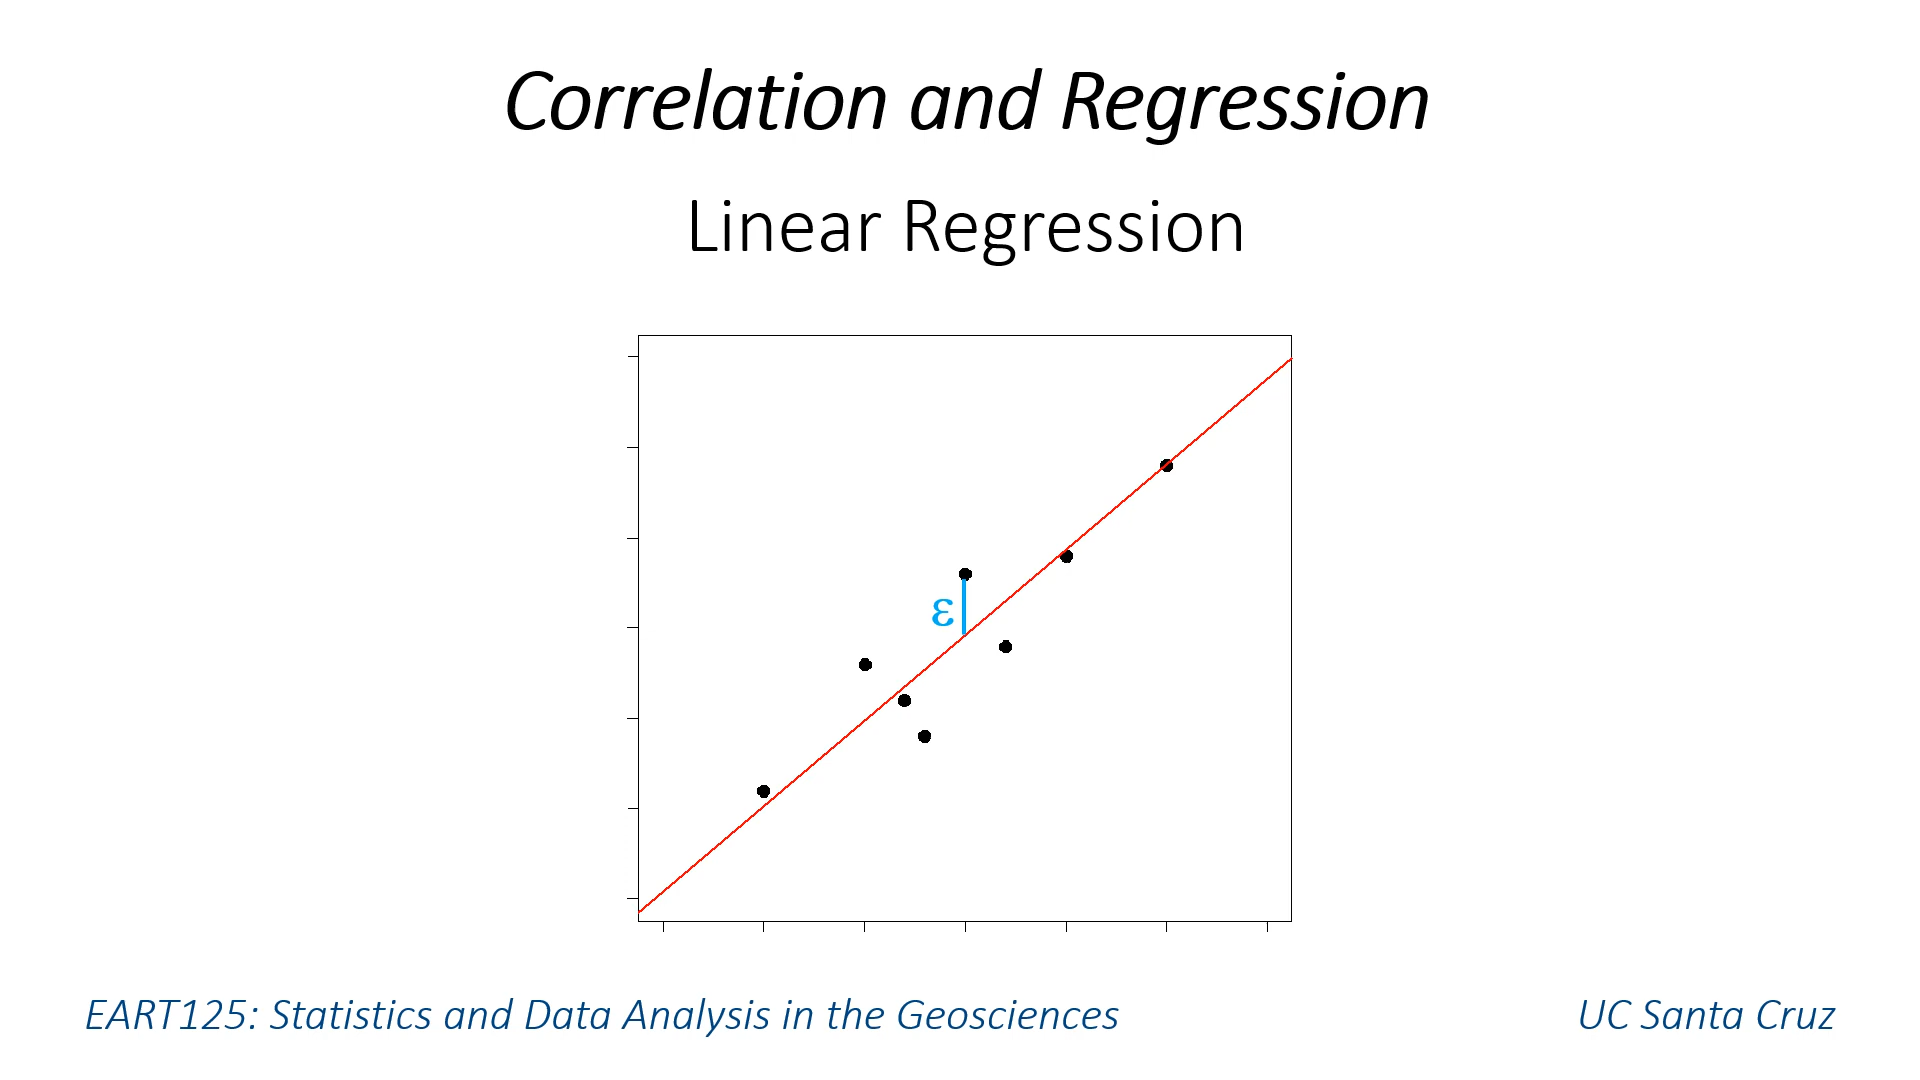 Correlation and Regression
Linear Regression
ε
EART125: Statistics and Data Analysis in the Geosciences
UC Santa Cruz